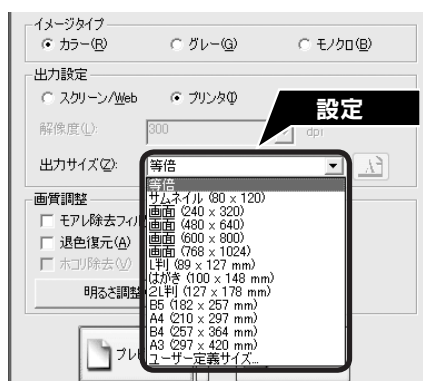 イメージタイプ
カラー(R) グレー(G) モノクロ(B)
出力設定
スクリーン/Web プリンタ(I)
設定
解像度(L): 300 dpi
出力サイズ(Z): 等倍
等倍
サムネイル (80 x 120)
画面 (240 x 320)
画面 (480 x 640)
画面 (600 x 800)
画面 (768 x 1024)
L判 (89 x 127 mm)
はがき (100 x 148 mm)
2L判 (127 x 178 mm)
B5 (182 x 257 mm)
A4 (210 x 297 mm)
B4 (257 x 364 mm)
A3 (297 x 420 mm)
ユーザー定義サイズ...
画質調整
モアレ除去フィ
退色復元(A)
ホコリ除去(V)
明るさ調整
プレ